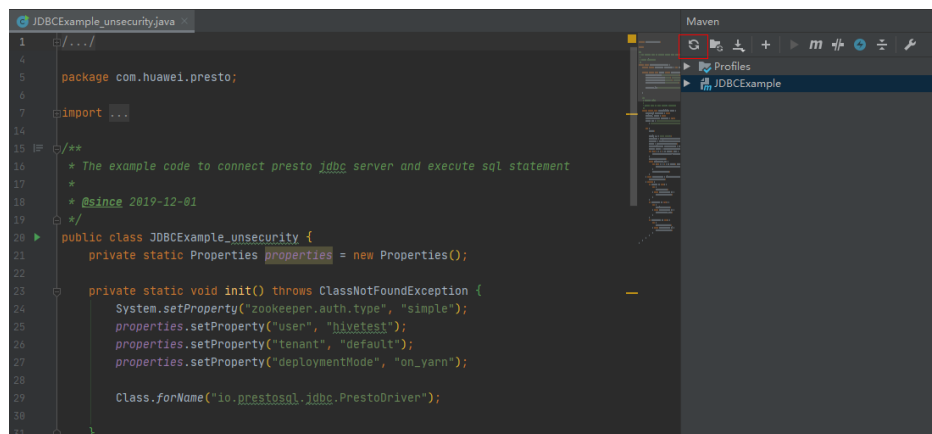 JDBCExample_unsecurity.java
Maven
Profiles
JDBCExample
1 /.../
4
5 package com.huawei.presto;
6
7 import ...
14
15 /**
16 * The example code to connect presto jdbc server and execute sql statement
17 *
18 * @since 2019-12-01
19 */
20 public class JDBCExample_unsecurity {
21 private static Properties properties = new Properties();
22
23 private static void init() throws ClassNotFoundException {
24 System.setProperty("zookeeper.auth.type", "simple");
25 properties.setProperty("user", "hivetest");
26 properties.setProperty("tenant", "default");
27 properties.setProperty("deploymentMode", "on_yarn");
28
29 Class.forName("io.prestosql.jdbc.PrestoDriver");
30
31 }